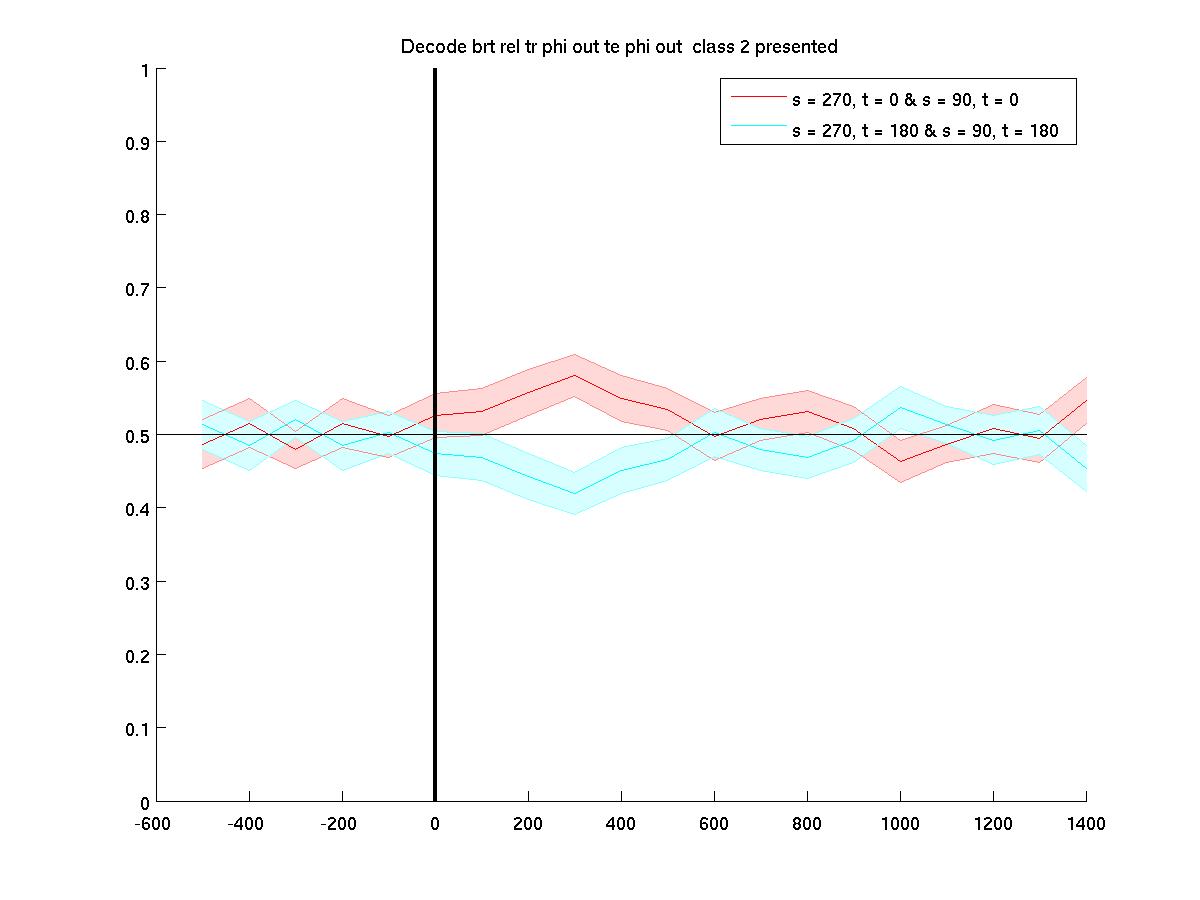 Decode brt rel tr phi out te phi out  class 2 presented
s = 270, t = 0 & s = 90, t = 0
s = 270, t = 180 & s = 90, t = 180
1
0.9
0.8
0.7
0.6
0.5
0.4
0.3
0.2
0.1
0
-600 -400 -200 0 200 400 600 800 1000 1200 1400